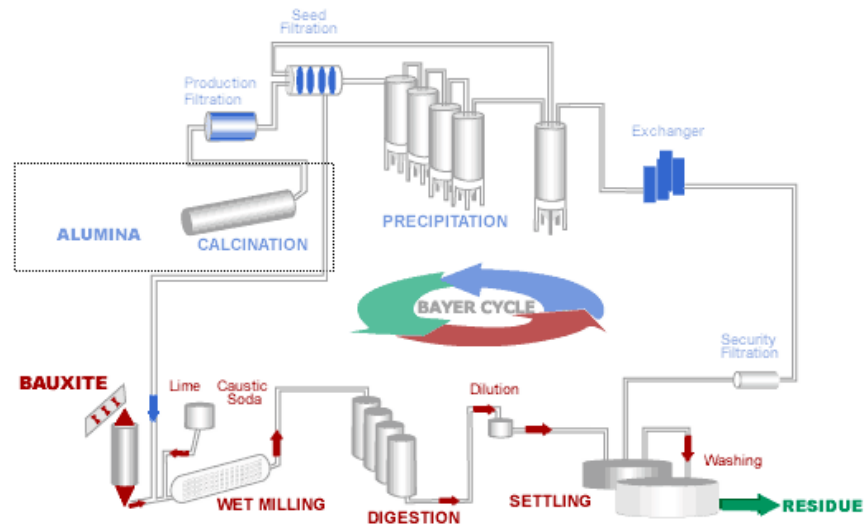 Seed
Filtration
Production
Filtration
Exchanger
PRECIPITATION
ALUMINA
CALCINATION
BAYER CYCLE
Security
Filtration
BAUXITE
Lime
Caustic
Soda
Dilution
Washing
WET MILLING
DIGESTION
SETTLING
RESIDUE